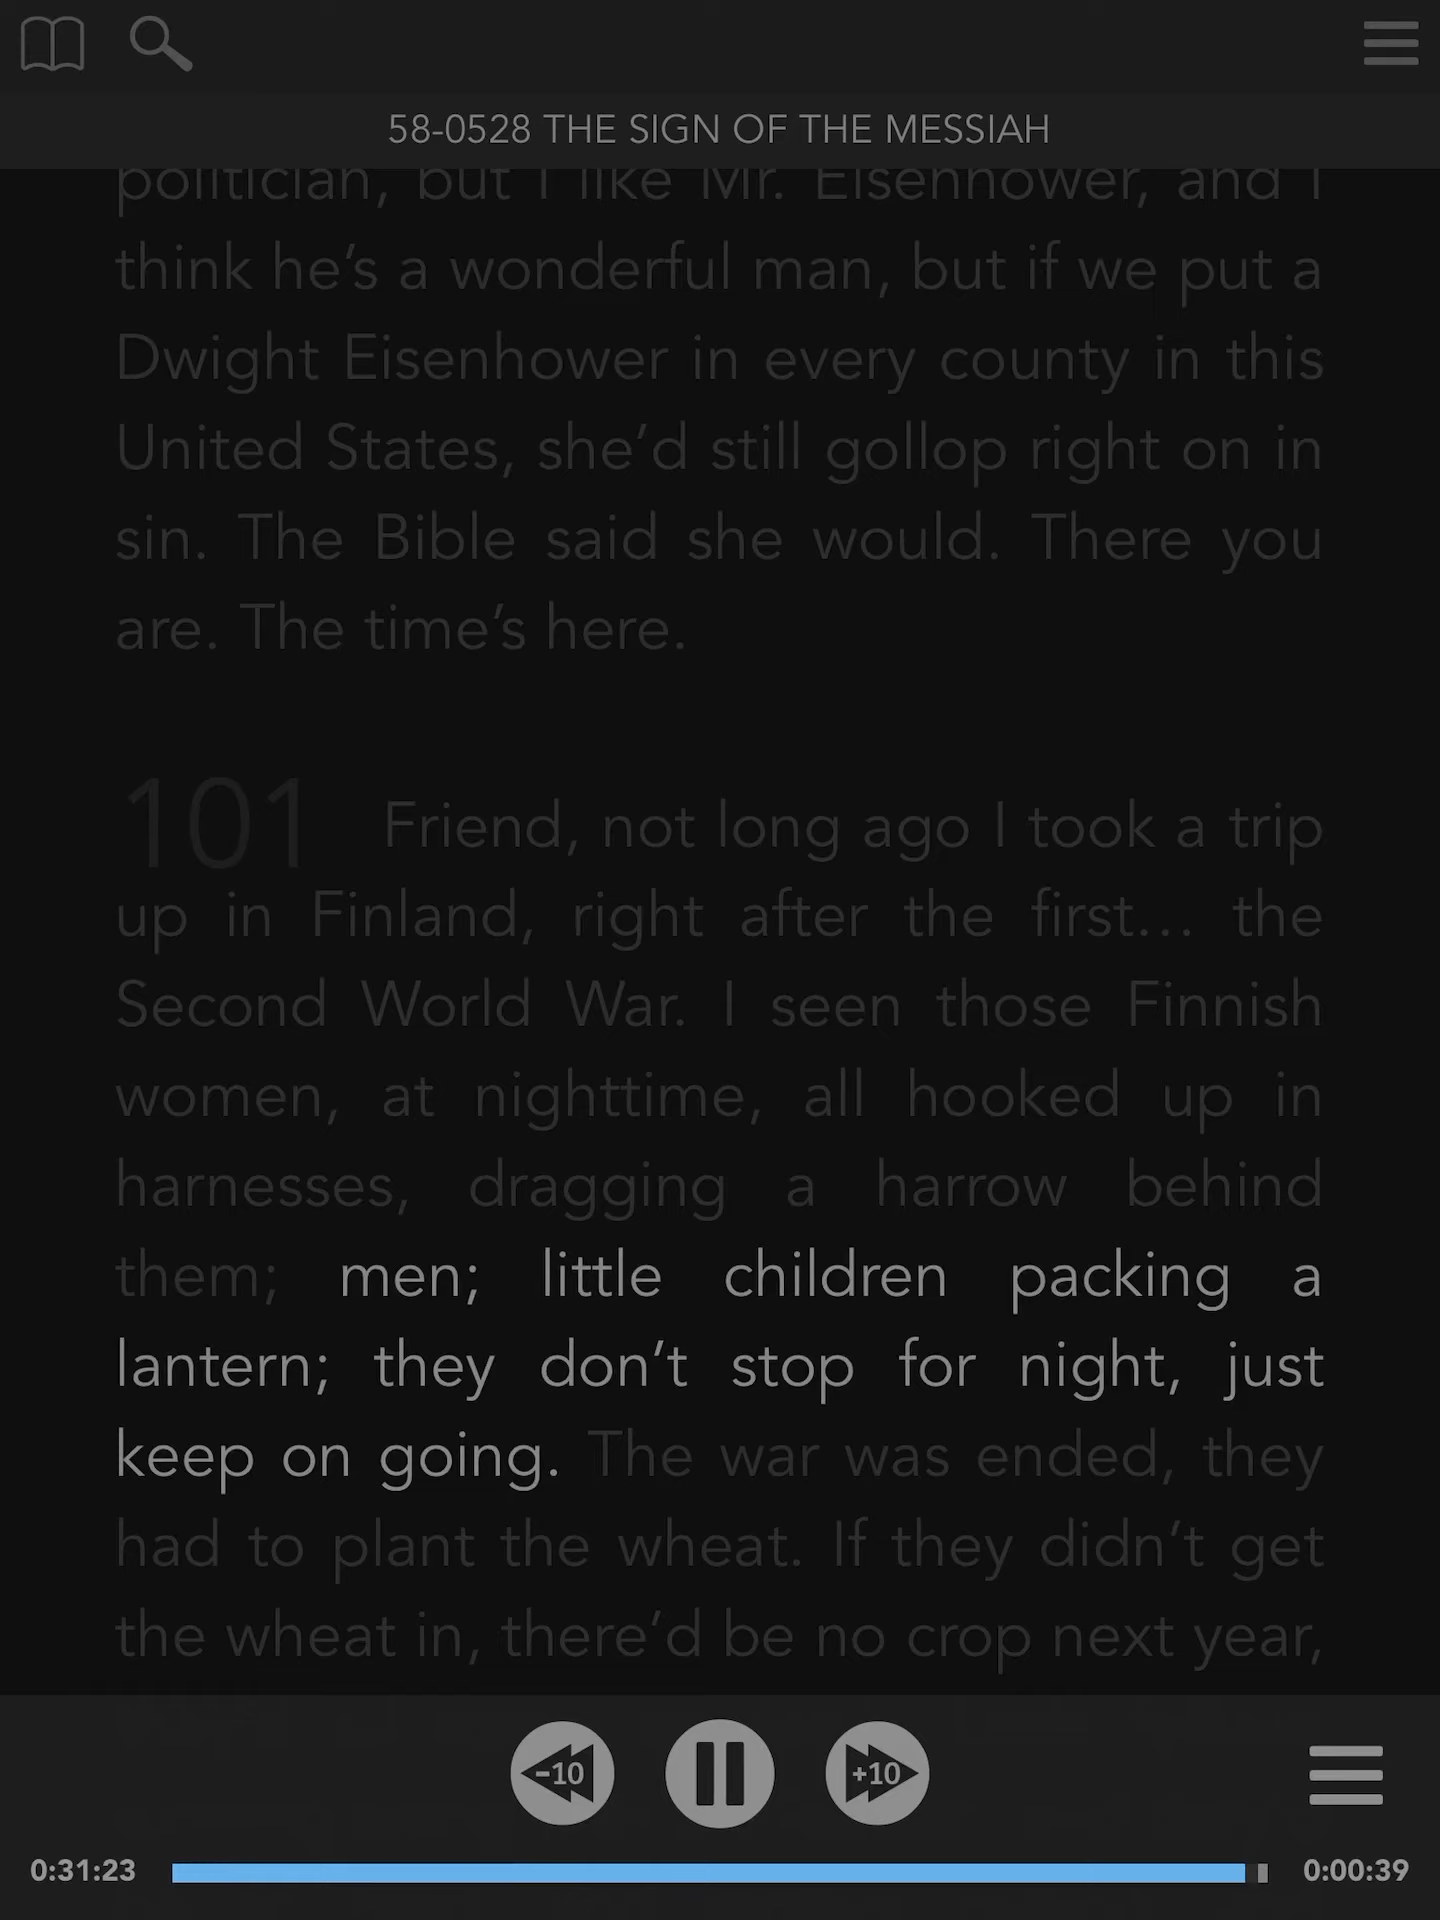 58-0528 THE SIGN OF THE MESSIAH
politician, but I like Mr. Eisenhower, and I
think he’s a wonderful man, but if we put a
Dwight Eisenhower in every county in this
United States, she’d still gollop right on in
sin. The Bible said she would. There you
are. The time’s here.
101 Friend, not long ago I took a trip
up in Finland, right after the first… the
Second World War. I seen those Finnish
women, at nighttime, all hooked up in
harnesses, dragging a harrow behind
them; men; little children packing a
lantern; they don’t stop for night, just
keep on going. The war was ended, they
had to plant the wheat. If they didn’t get
the wheat in, there’d be no crop next year,
-10 +10
0:31:23 0:00:39